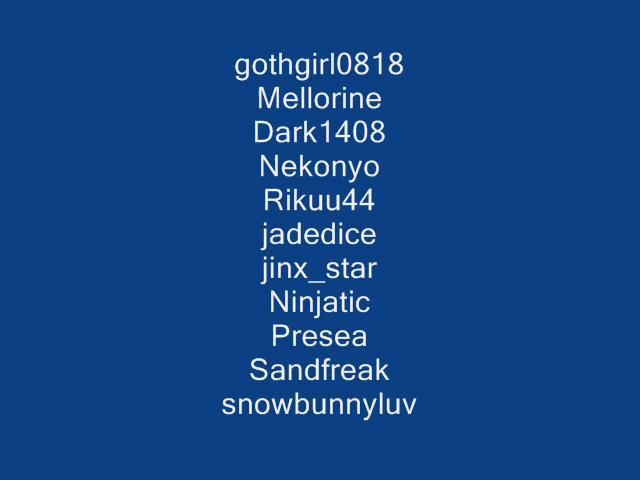 gothgirl0818
Mellorine
Dark1408
Nekonyo
Rikuu44
jadedice
jinx_star
Ninjatic
Presea
Sandfreak
snowbunnyluv